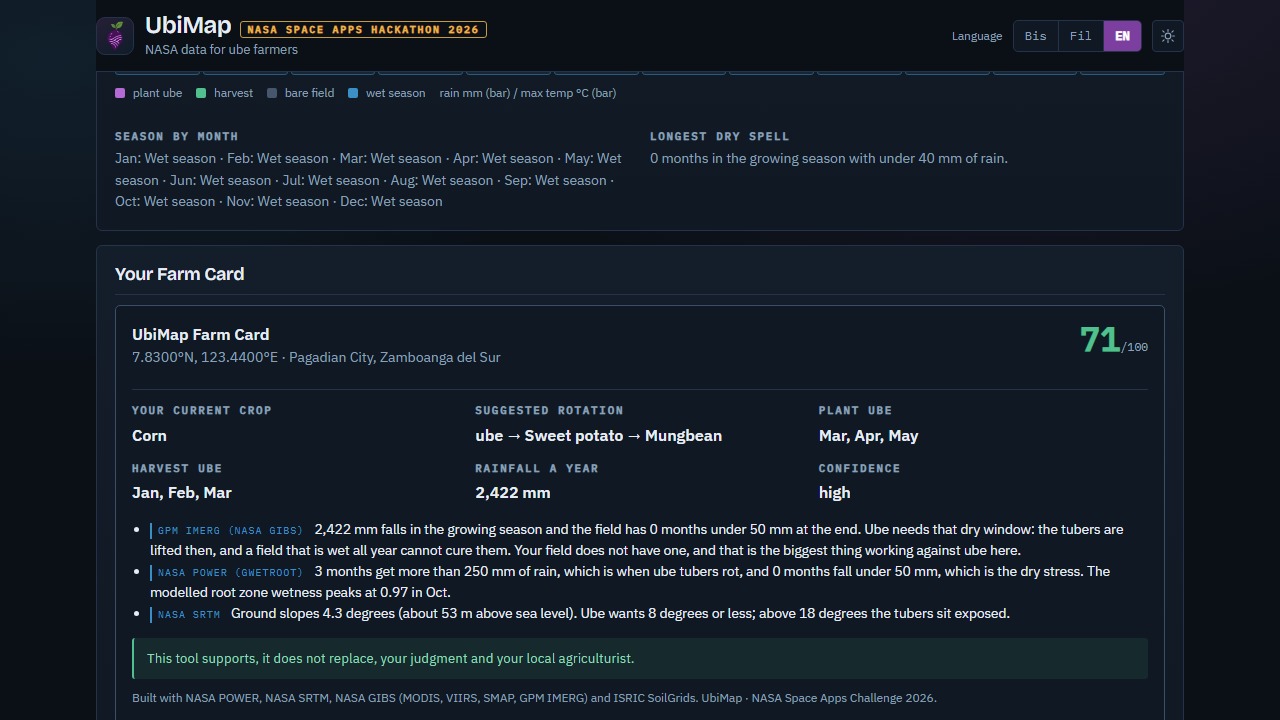 UbiMap NASA SPACE APPS HACKATHON 2026
NASA data for ube farmers
Language Bis Fil EN
plant ube harvest bare field wet season rain mm (bar) / max temp °C (bar)
SEASON BY MONTH
Jan: Wet season · Feb: Wet season · Mar: Wet season · Apr: Wet season · May: Wet
season · Jun: Wet season · Jul: Wet season · Aug: Wet season · Sep: Wet season ·
Oct: Wet season · Nov: Wet season · Dec: Wet season
LONGEST DRY SPELL
0 months in the growing season with under 40 mm of rain.
Your Farm Card
UbiMap Farm Card
7.8300°N, 123.4400°E · Pagadian City, Zamboanga del Sur
71/100
YOUR CURRENT CROP
Corn
SUGGESTED ROTATION
ube → Sweet potato → Mungbean
PLANT UBE
Mar, Apr, May
HARVEST UBE
Jan, Feb, Mar
RAINFALL A YEAR
2,422 mm
CONFIDENCE
high
GPM IMERG (NASA GIBS) 2,422 mm falls in the growing season and the field has 0 months under 50 mm at the end. Ube needs that dry window: the tubers are
lifted then, and a field that is wet all year cannot cure them. Your field does not have one, and that is the biggest thing working against ube here.
NASA POWER (GWETROOT) 3 months get more than 250 mm of rain, which is when ube tubers rot, and 0 months fall under 50 mm, which is the dry stress. The
modelled root zone wetness peaks at 0.97 in Oct.
NASA SRTM Ground slopes 4.3 degrees (about 53 m above sea level). Ube wants 8 degrees or less; above 18 degrees the tubers sit exposed.
This tool supports, it does not replace, your judgment and your local agriculturist.
Built with NASA POWER, NASA SRTM, NASA GIBS (MODIS, VIIRS, SMAP, GPM IMERG) and ISRIC SoilGrids. UbiMap · NASA Space Apps Challenge 2026.